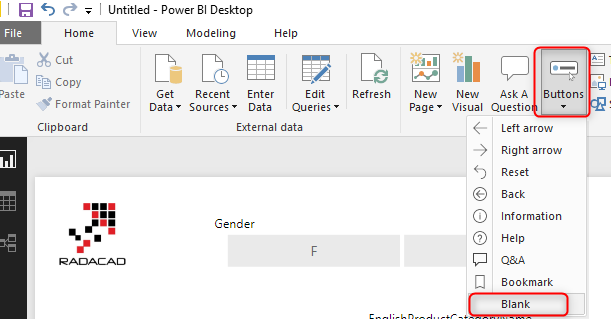 Untitled - Power BI Desktop
File Home View Modeling Help
Paste
Cut
Copy
Format Painter
Clipboard
Get Data
Recent Sources
Enter Data
Edit Queries
Refresh
External data
New Page
New Visual
Ask A Question
Buttons
Left arrow
Right arrow
Reset
Back
Information
Help
Q&A
Bookmark
Blank
RADACAD
Gender
F
EnglishProductCategoryName